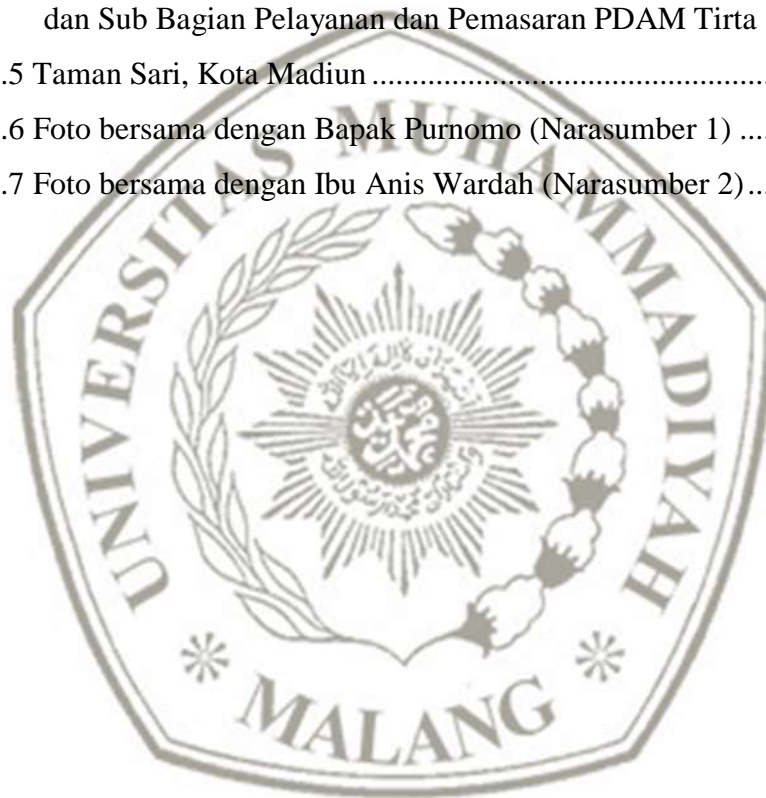 dan Sub Bagian Pelayanan dan Pemasaran PDAM Tirta
.5 Taman Sari, Kota Madiun ................................................
.6 Foto bersama dengan Bapak Purnomo (Narasumber 1) ....
.7 Foto bersama dengan Ibu Anis Wardah (Narasumber 2) ...
UNIVERSITAS MUHAMMADIYAH
MALANG